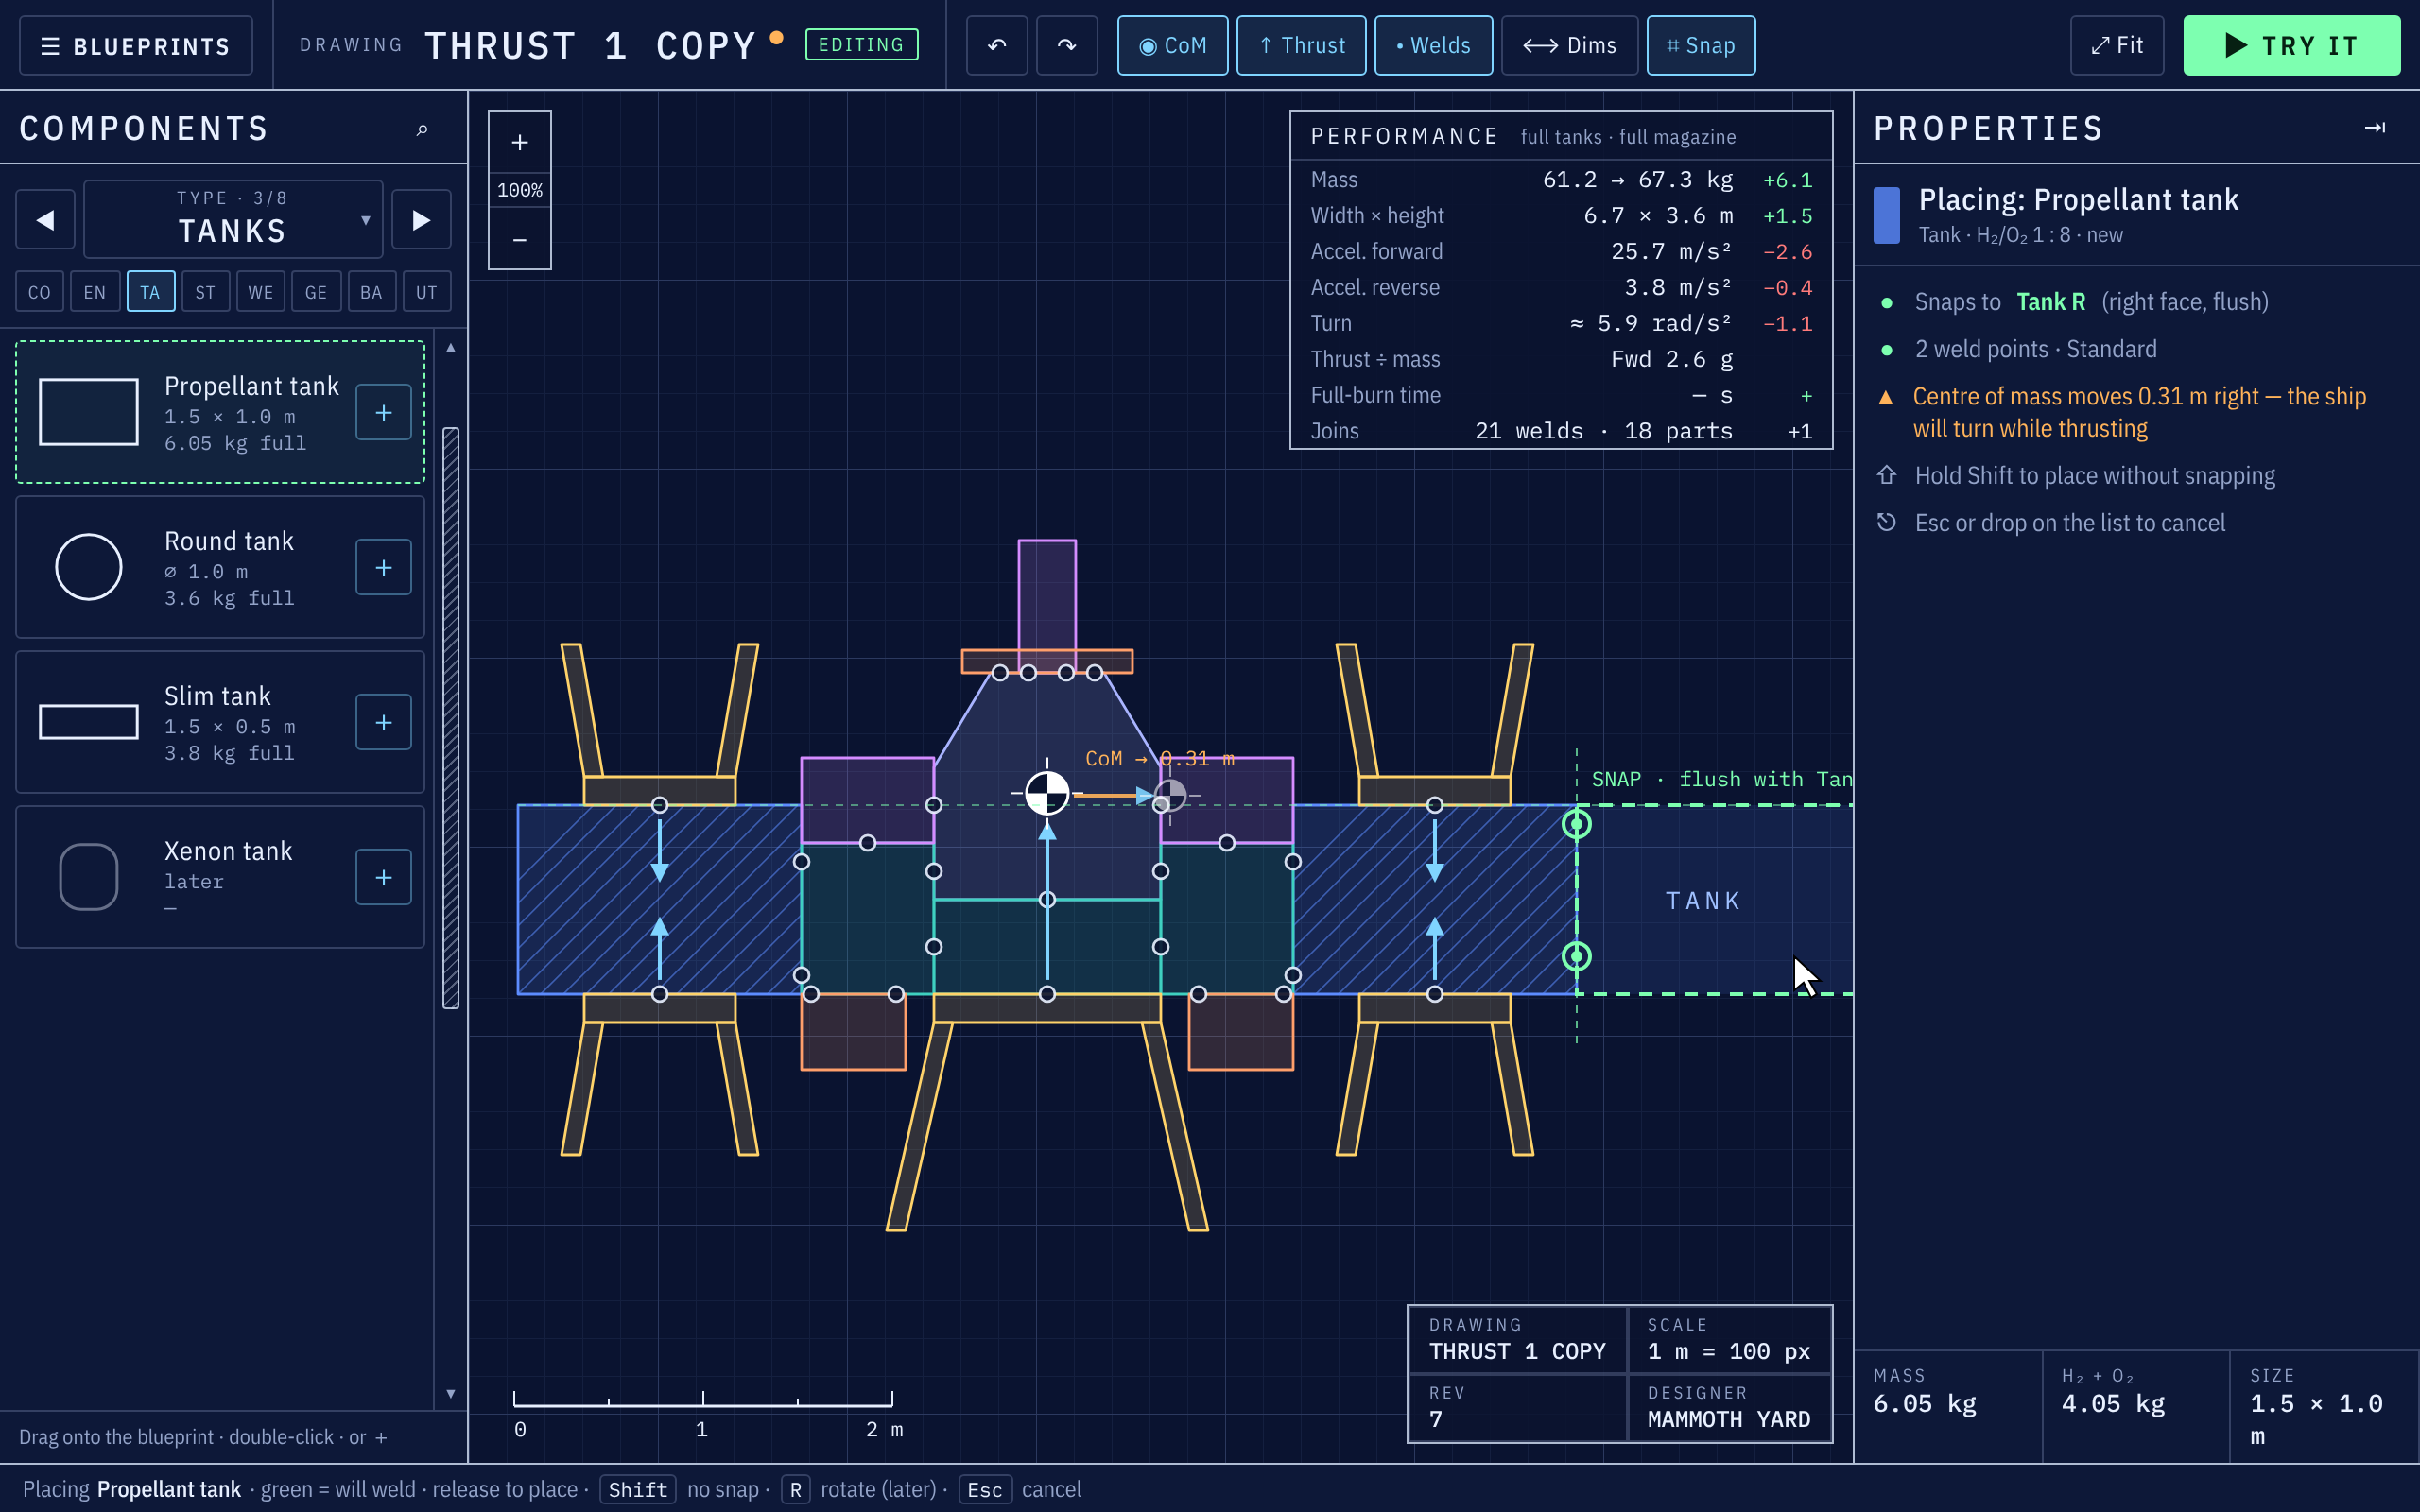 ☰ BLUEPRINTS
DRAWING THRUST 1 COPY EDITING
↶ ↷ ◉ CoM ↑ Thrust • Welds ⟷ Dims ⌗ Snap
⤢ Fit ▶ TRY IT
COMPONENTS ⌕
◀ TYPE · 3/8 ▶
TANKS ▾
CO EN TA ST WE GE BA UT
Propellant tank
1.5 × 1.0 m
6.05 kg full
+
Round tank
⌀ 1.0 m
3.6 kg full
+
Slim tank
1.5 × 0.5 m
3.8 kg full
+
Xenon tank
later
—
+
Drag onto the blueprint · double-click · or +
+
100%
−
PERFORMANCE full tanks · full magazine
Mass 61.2 → 67.3 kg +6.1
Width × height 6.7 × 3.6 m +1.5
Accel. forward 25.7 m/s² −2.6
Accel. reverse 3.8 m/s² −0.4
Turn ≈ 5.9 rad/s² −1.1
Thrust ÷ mass Fwd 2.6 g
Full-burn time — s +
Joins 21 welds · 18 parts +1
CoM → 0.31 m
SNAP · flush with Tan
TANK
0 1 2 m
DRAWING
THRUST 1 COPY
SCALE
1 m = 100 px
REV
7
DESIGNER
MAMMOTH YARD
PROPERTIES ⇥
Placing: Propellant tank
Tank · H₂/O₂ 1 : 8 · new
Snaps to Tank R (right face, flush)
2 weld points · Standard
▲ Centre of mass moves 0.31 m right — the ship
will turn while thrusting
⇧ Hold Shift to place without snapping
⎋ Esc or drop on the list to cancel
MASS
6.05 kg
H₂ + O₂
4.05 kg
SIZE
1.5 × 1.0
m
Placing Propellant tank · green = will weld · release to place · Shift no snap · R rotate (later) · Esc cancel